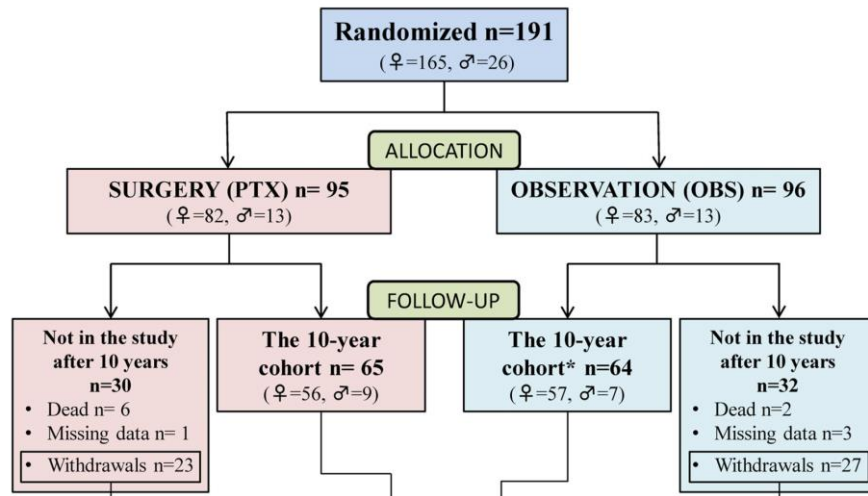 Randomized n=191
(♀=165, ♂=26)
ALLOCATION
SURGERY (PTX) n= 95
(♀=82, ♂=13)
OBSERVATION (OBS) n= 96
(♀=83, ♂=13)
FOLLOW-UP
Not in the study
after 10 years
n=30
• Dead n= 6
• Missing data n= 1
• Withdrawals n=23
The 10-year
cohort n= 65
(♀=56, ♂=9)
The 10-year
cohort* n=64
(♀=57, ♂=7)
Not in the study
after 10 years
n=32
• Dead n=2
• Missing data n=3
• Withdrawals n=27